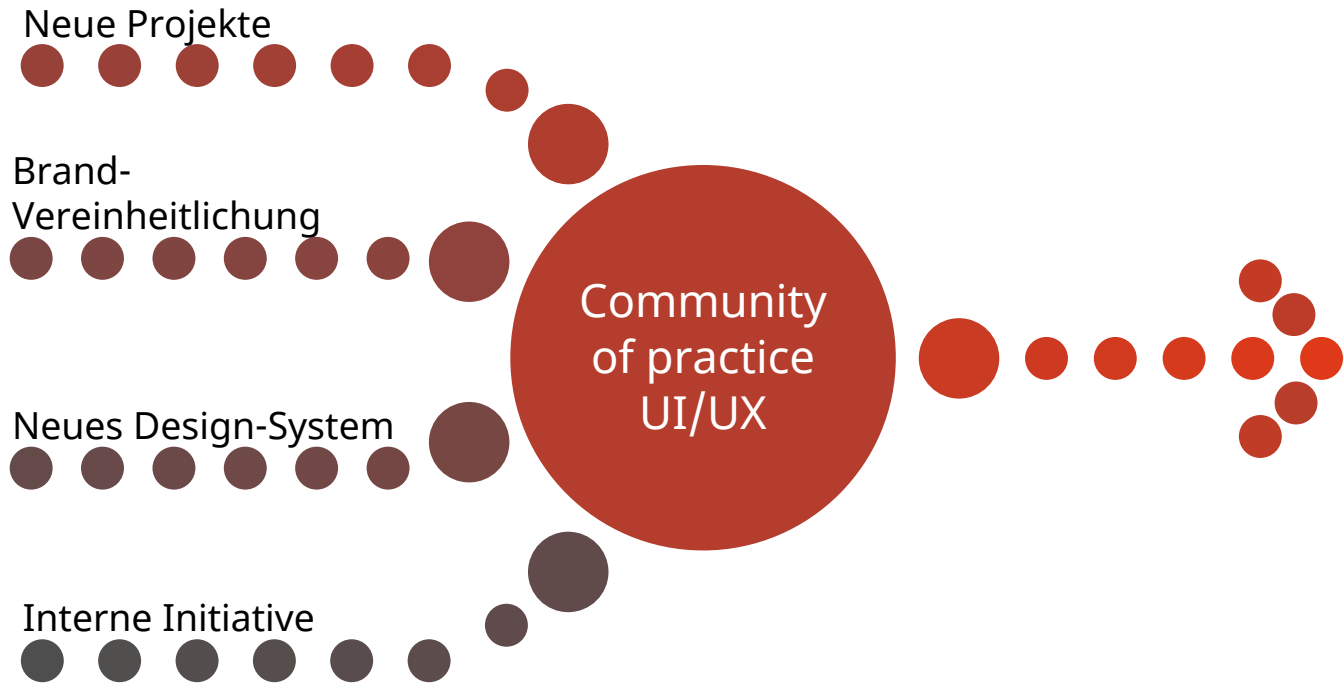 Neue Projekte
Brand-
Vereinheitlichung
Community
of practice
UI/UX
Neues Design-System
Interne Initiative